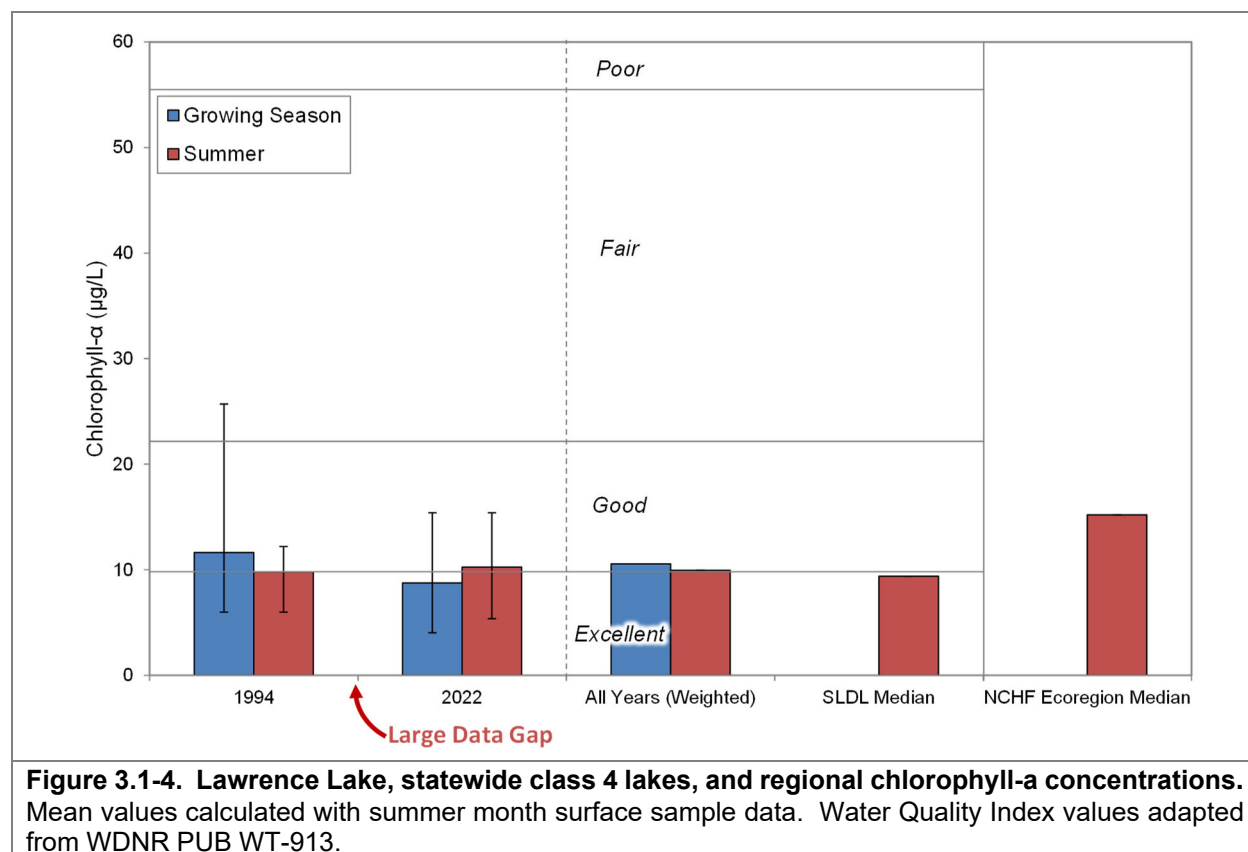 60
50
40
30
20
10
0
Chlorophyll-α (µg/L)
Growing Season
Summer
Poor
Fair
Good
Excellent
1994
2022
All Years (Weighted)
SLDL Median
NCHF Ecoregion Median
Large Data Gap
Figure 3.1-4. Lawrence Lake, statewide class 4 lakes, and regional chlorophyll-a concentrations.
Mean values calculated with summer month surface sample data. Water Quality Index values adapted
from WDNR PUB WT-913.